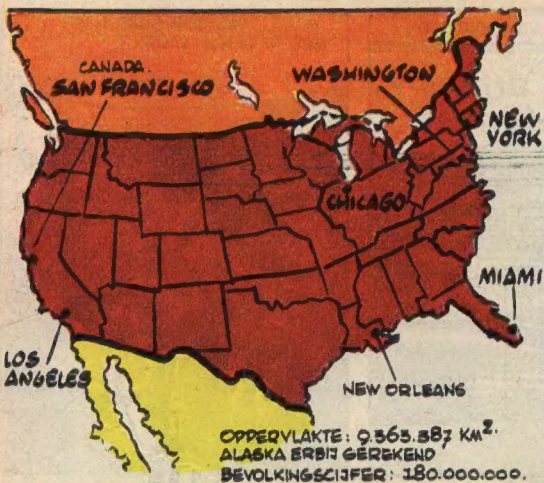 CANADA.
SAN FRANCISCO
WASHINGTON
NEW
YORK
CHICAGO
MIAMI
LOS
ANGELES
NEW ORLEANS
OPPERVLAKTE: 9.363.387 KM².
ALASKA ERBIJ GEREKEND
BEVOLKINGSCIJFER: 180.000.000.